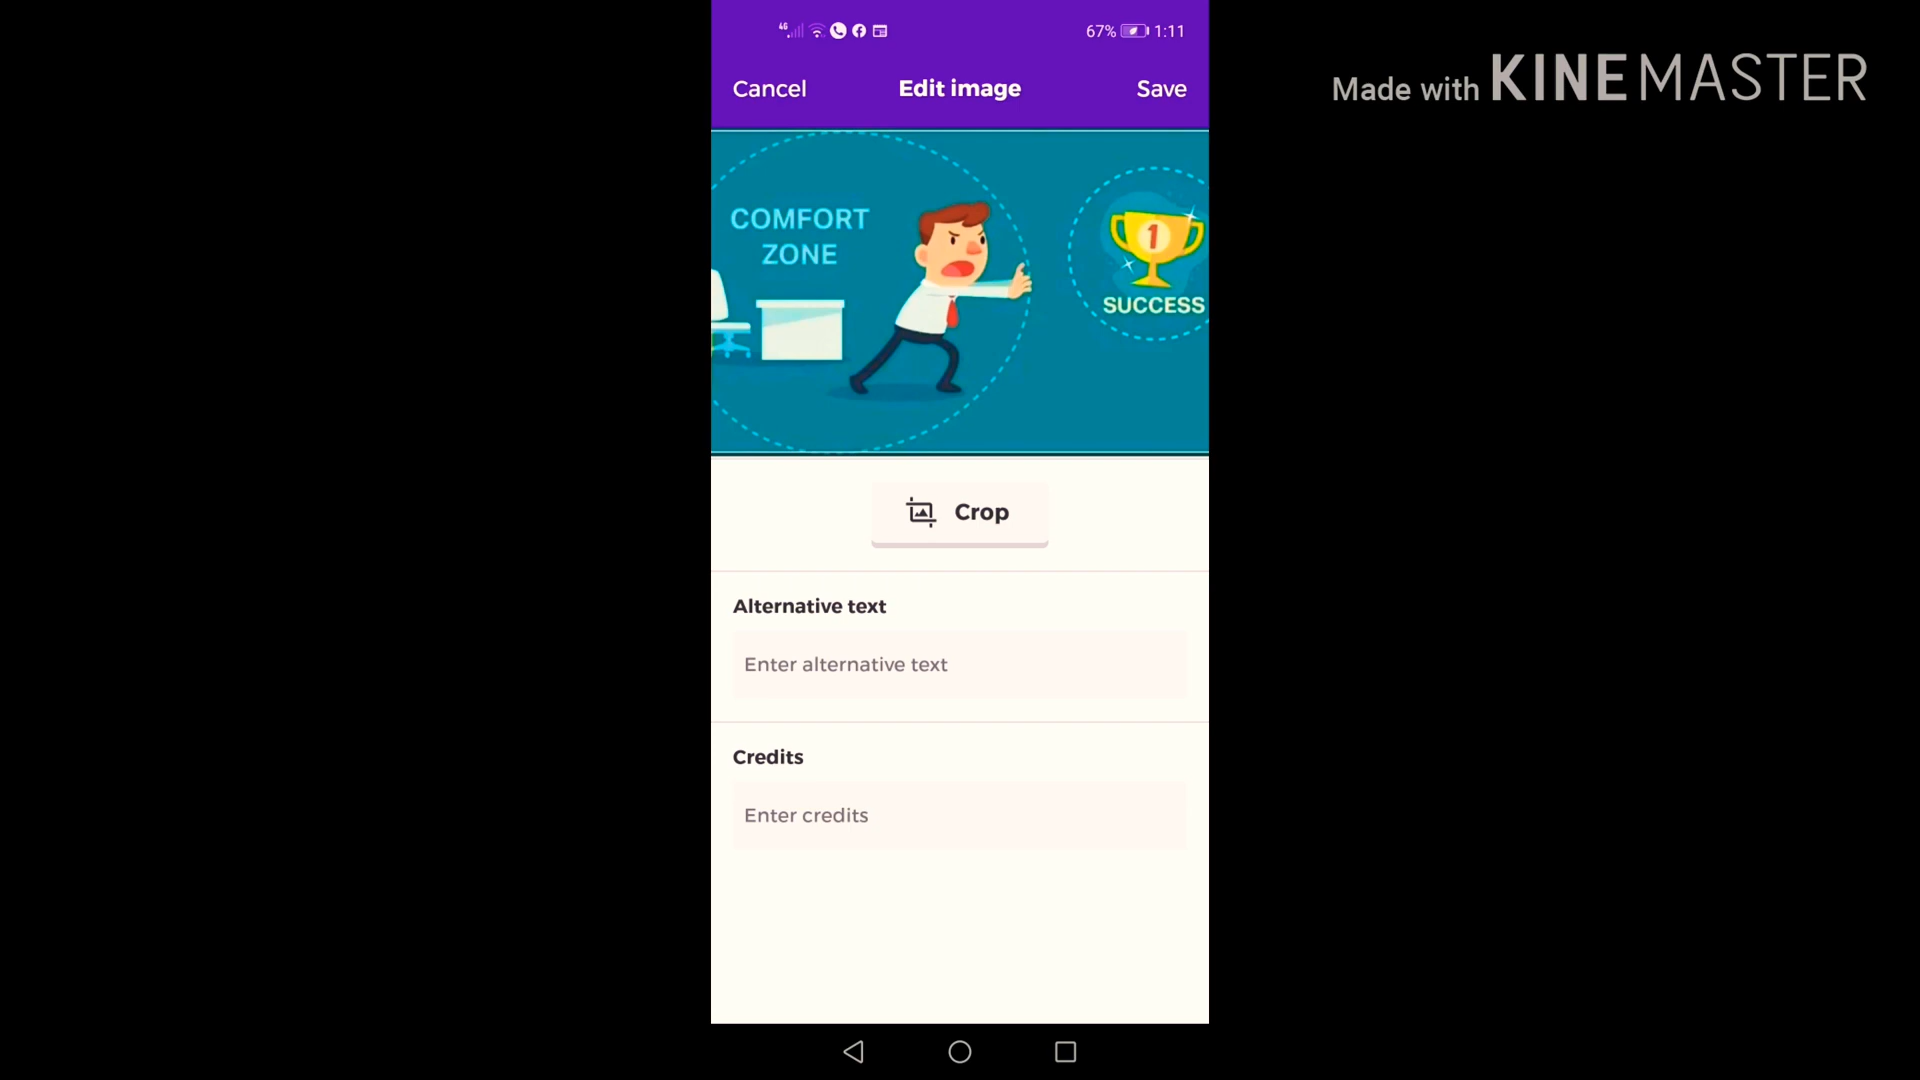 4G 67% 1:11
Cancel Edit image Save
Made with KINEMASTER
COMFORT
ZONE
1
SUCCESS
Crop
Alternative text
Enter alternative text
Credits
Enter credits